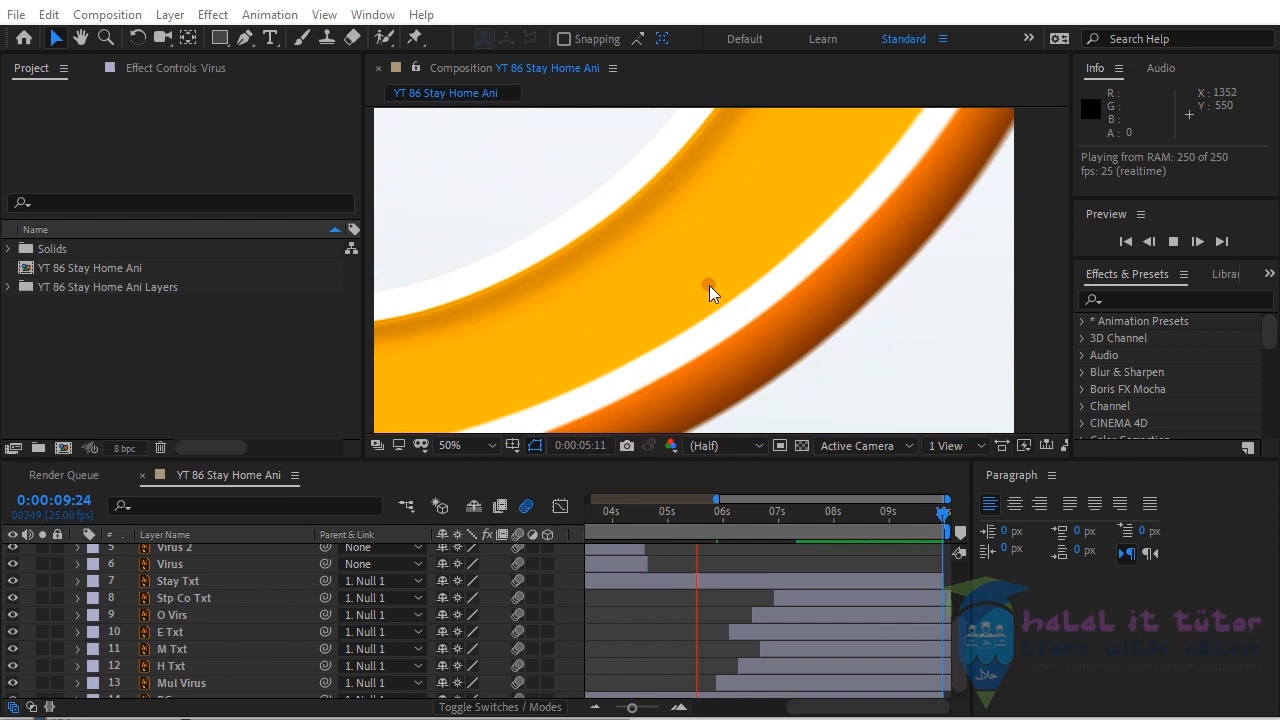 File Edit Composition Layer Effect Animation View Window Help
Snapping Default Learn Standard Search Help
Project Effect Controls Virus
Composition YT 86 Stay Home Ani
YT 86 Stay Home Ani
Info Audio
R :
G :
B :
A : 0
X : 1352
Y : 550
Playing from RAM: 250 of 250
fps: 25 (realtime)
Preview
Effects & Presets Librar
* Animation Presets
3D Channel
Audio
Blur & Sharpen
Boris FX Mocha
Channel
CINEMA 4D
Color Correction
Name
Solids
YT 86 Stay Home Ani
YT 86 Stay Home Ani Layers
8 bpc
50% 0:00:05:11 (Half) Active Camera 1 View
Render Queue YT 86 Stay Home Ani
0:00:09:24
00249 (25.00 fps)
04s 05s 06s 07s 08s 09s
# Layer Name Parent & Link fx
5 Virus 2 None
6 Virus None
7 Stay Txt 1. Null 1
8 Stp Co Txt 1. Null 1
9 O Virs 1. Null 1
10 E Txt 1. Null 1
11 M Txt 1. Null 1
12 H Txt 1. Null 1
13 Mul Virus 1. Null 1
Toggle Switches / Modes
Paragraph
0 px 0 px 0 px
0 px 0 px
halal it tutor
learn with islam
حلال